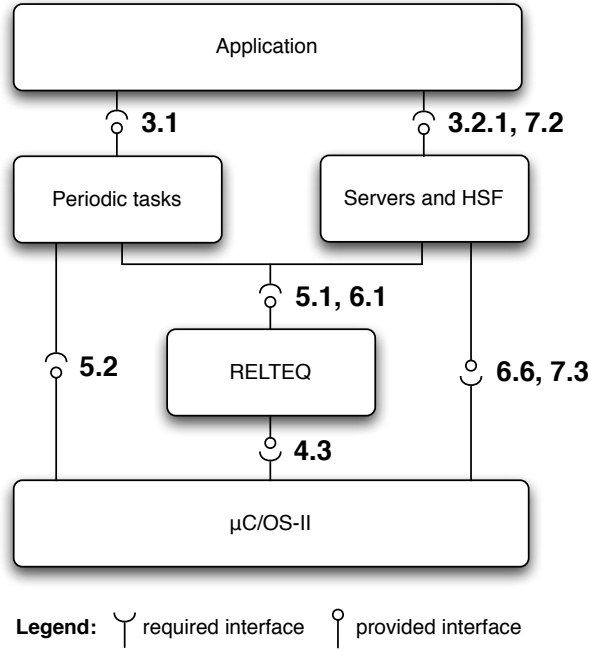 Application
3.1
3.2.1, 7.2
Periodic tasks
Servers and HSF
5.1, 6.1
5.2
RELTEQ
6.6, 7.3
4.3
µC/OS-II
Legend: required interface provided interface